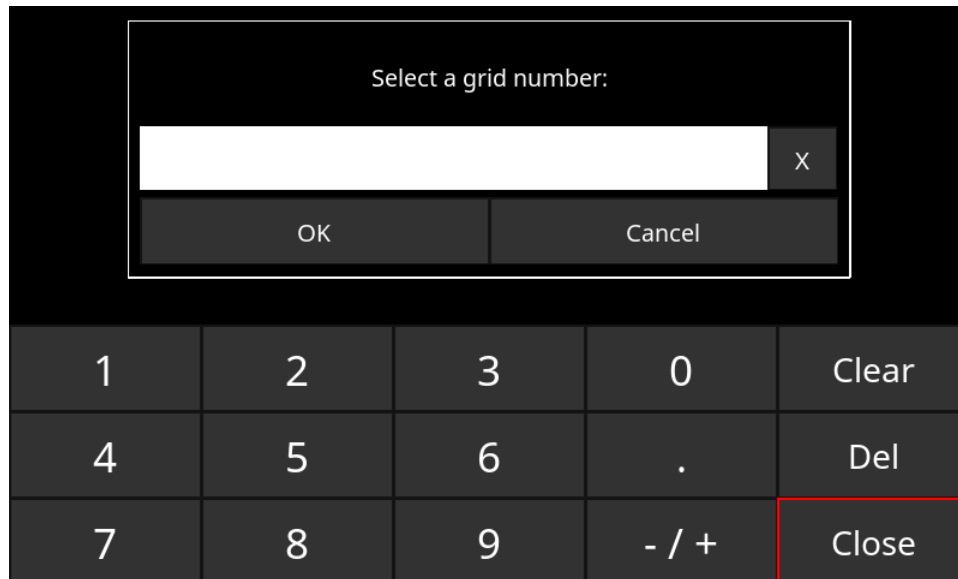 Select a grid number:
X
OK Cancel
1 2 3 0 Clear
4 5 6 . Del
7 8 9 - / + Close